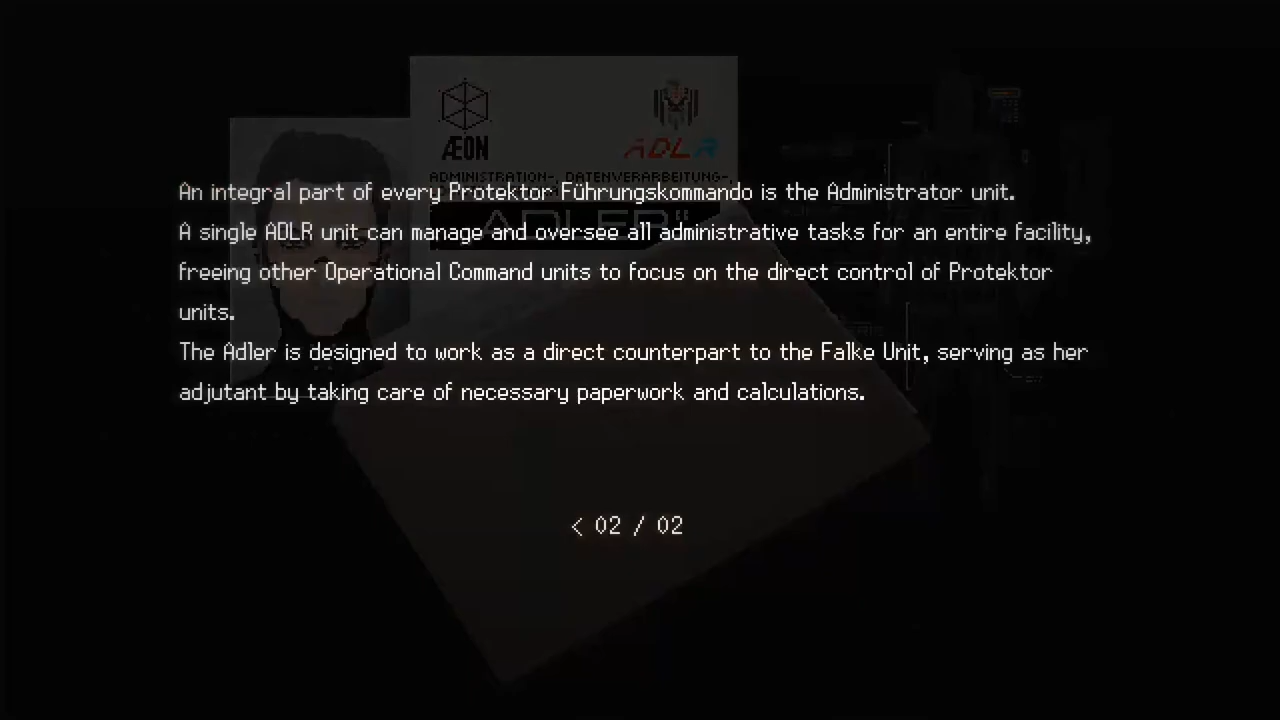 ÆON
ADLR
ADMINISTRATION-, DATENVERARBEITUNG-,
An integral part of every Protektor Führungskommando is the Administrator unit.
"ADLER"
A single ADLR unit can manage and oversee all administrative tasks for an entire facility,
freeing other Operational Command units to focus on the direct control of Protektor
units.
The Adler is designed to work as a direct counterpart to the Falke Unit, serving as her
adjutant by taking care of necessary paperwork and calculations.
< 02 / 02